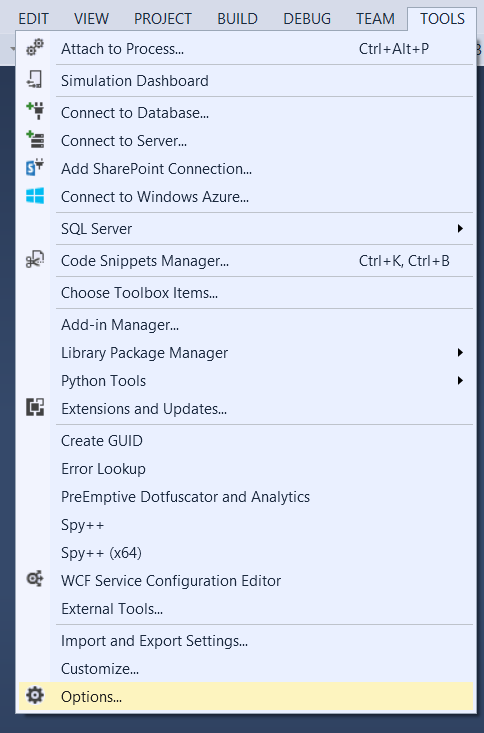 EDIT VIEW PROJECT BUILD DEBUG TEAM TOOLS
Attach to Process... Ctrl+Alt+P
Simulation Dashboard
Connect to Database...
Connect to Server...
Add SharePoint Connection...
Connect to Windows Azure...
SQL Server
Code Snippets Manager... Ctrl+K, Ctrl+B
Choose Toolbox Items...
Add-in Manager...
Library Package Manager
Python Tools
Extensions and Updates...
Create GUID
Error Lookup
PreEmptive Dotfuscator and Analytics
Spy++
Spy++ (x64)
WCF Service Configuration Editor
External Tools...
Import and Export Settings...
Customize...
Options...